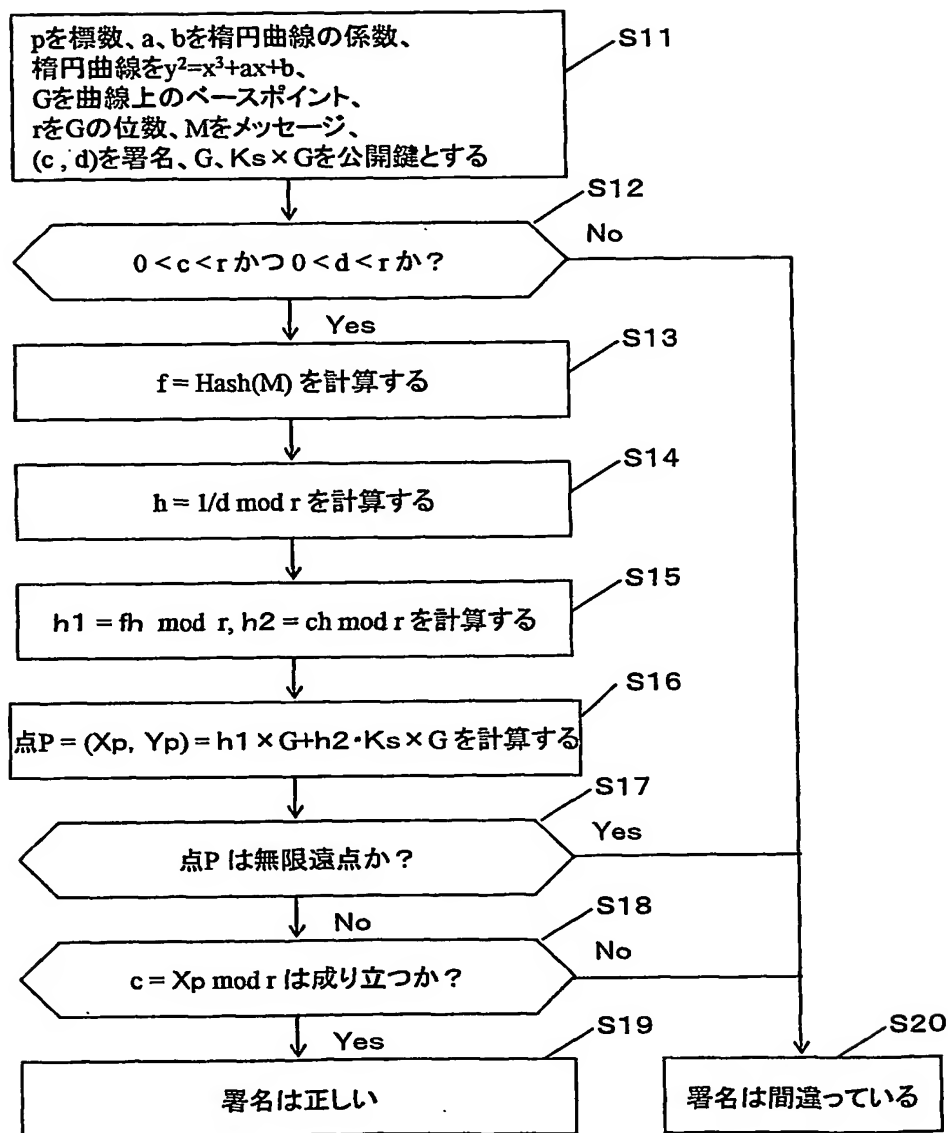 S11
pを標数、a、bを楕円曲線の係数、
楕円曲線をy²=x³+ax+b、
Gを曲線上のベースポイント、
rをGの位数、Mをメッセージ、
(c , d)を署名、G、Ks×Gを公開鍵とする
S12
0<c<rかつ0<d<rか?
No
Yes
S13
f = Hash(M) を計算する
S14
h = 1/d mod r を計算する
S15
h1 = fh mod r, h2 = ch mod r を計算する
S16
点P = (Xp, Yp) = h1×G+h2・Ks×G を計算する
S17
点P は無限遠点か?
Yes
No
S18
c = Xp mod r は成り立つか?
No
Yes
S19
署名は正しい
S20
署名は間違っている